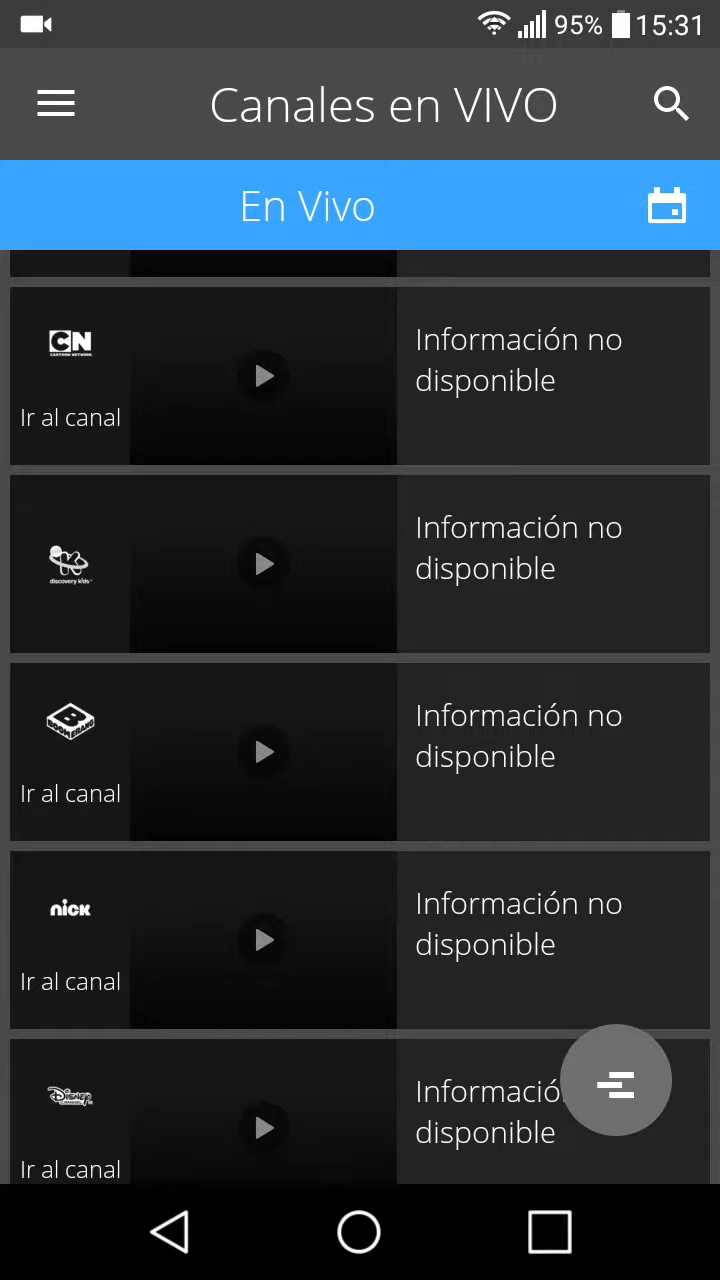 95% 15:31
Canales en VIVO
En Vivo
CN
CARTOON NETWORK
Ir al canal
Información no
disponible
discovery kids
Información no
disponible
BOOMERANG
Ir al canal
Información no
disponible
nick
Ir al canal
Información no
disponible
Disney
CHANNEL
Ir al canal
Informació
disponible